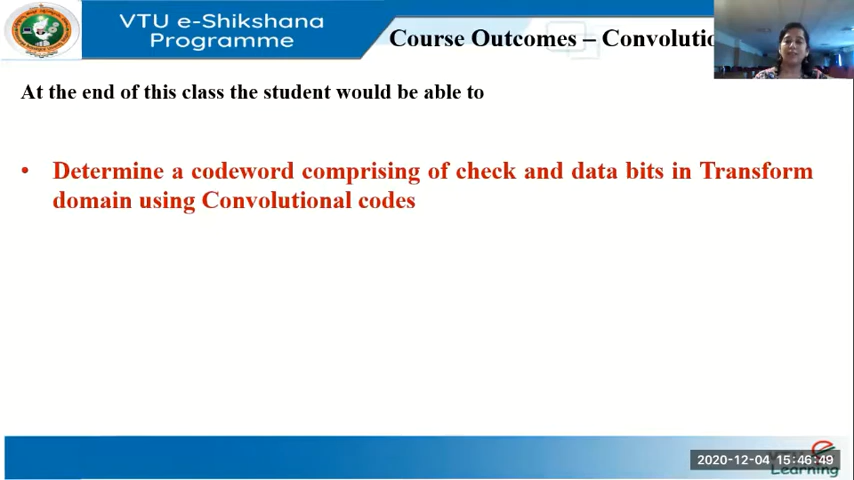 VTU e-Shikshana
Programme
Course Outcomes – Convolutio
At the end of this class the student would be able to
• Determine a codeword comprising of check and data bits in Transform
domain using Convolutional codes
2020-12-04 15:46:49
e
Learning